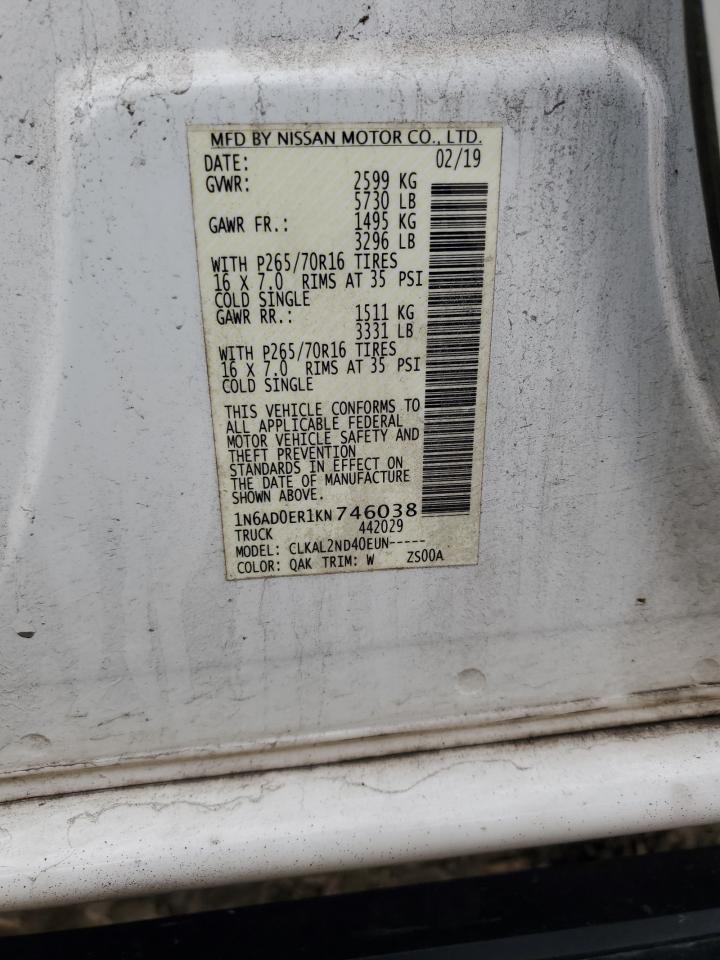 MFD BY NISSAN MOTOR CO., LTD.
DATE: 02/19
GVWR: 2599 KG
5730 LB
GAWR FR.: 1495 KG
3296 LB
WITH P265/70R16 TIRES
16 X 7.0 RIMS AT 35 PSI
COLD SINGLE
GAWR RR.: 1511 KG
3331 LB
WITH P265/70R16 TIRES
16 X 7.0 RIMS AT 35 PSI
COLD SINGLE
THIS VEHICLE CONFORMS TO
ALL APPLICABLE FEDERAL
MOTOR VEHICLE SAFETY AND
THEFT PREVENTION
STANDARDS IN EFFECT ON
THE DATE OF MANUFACTURE
SHOWN ABOVE.
1N6AD0ER1KN746038
TRUCK 442029
MODEL: CLKAL2ND40EUN-----
COLOR: QAK TRIM: W ZS00A